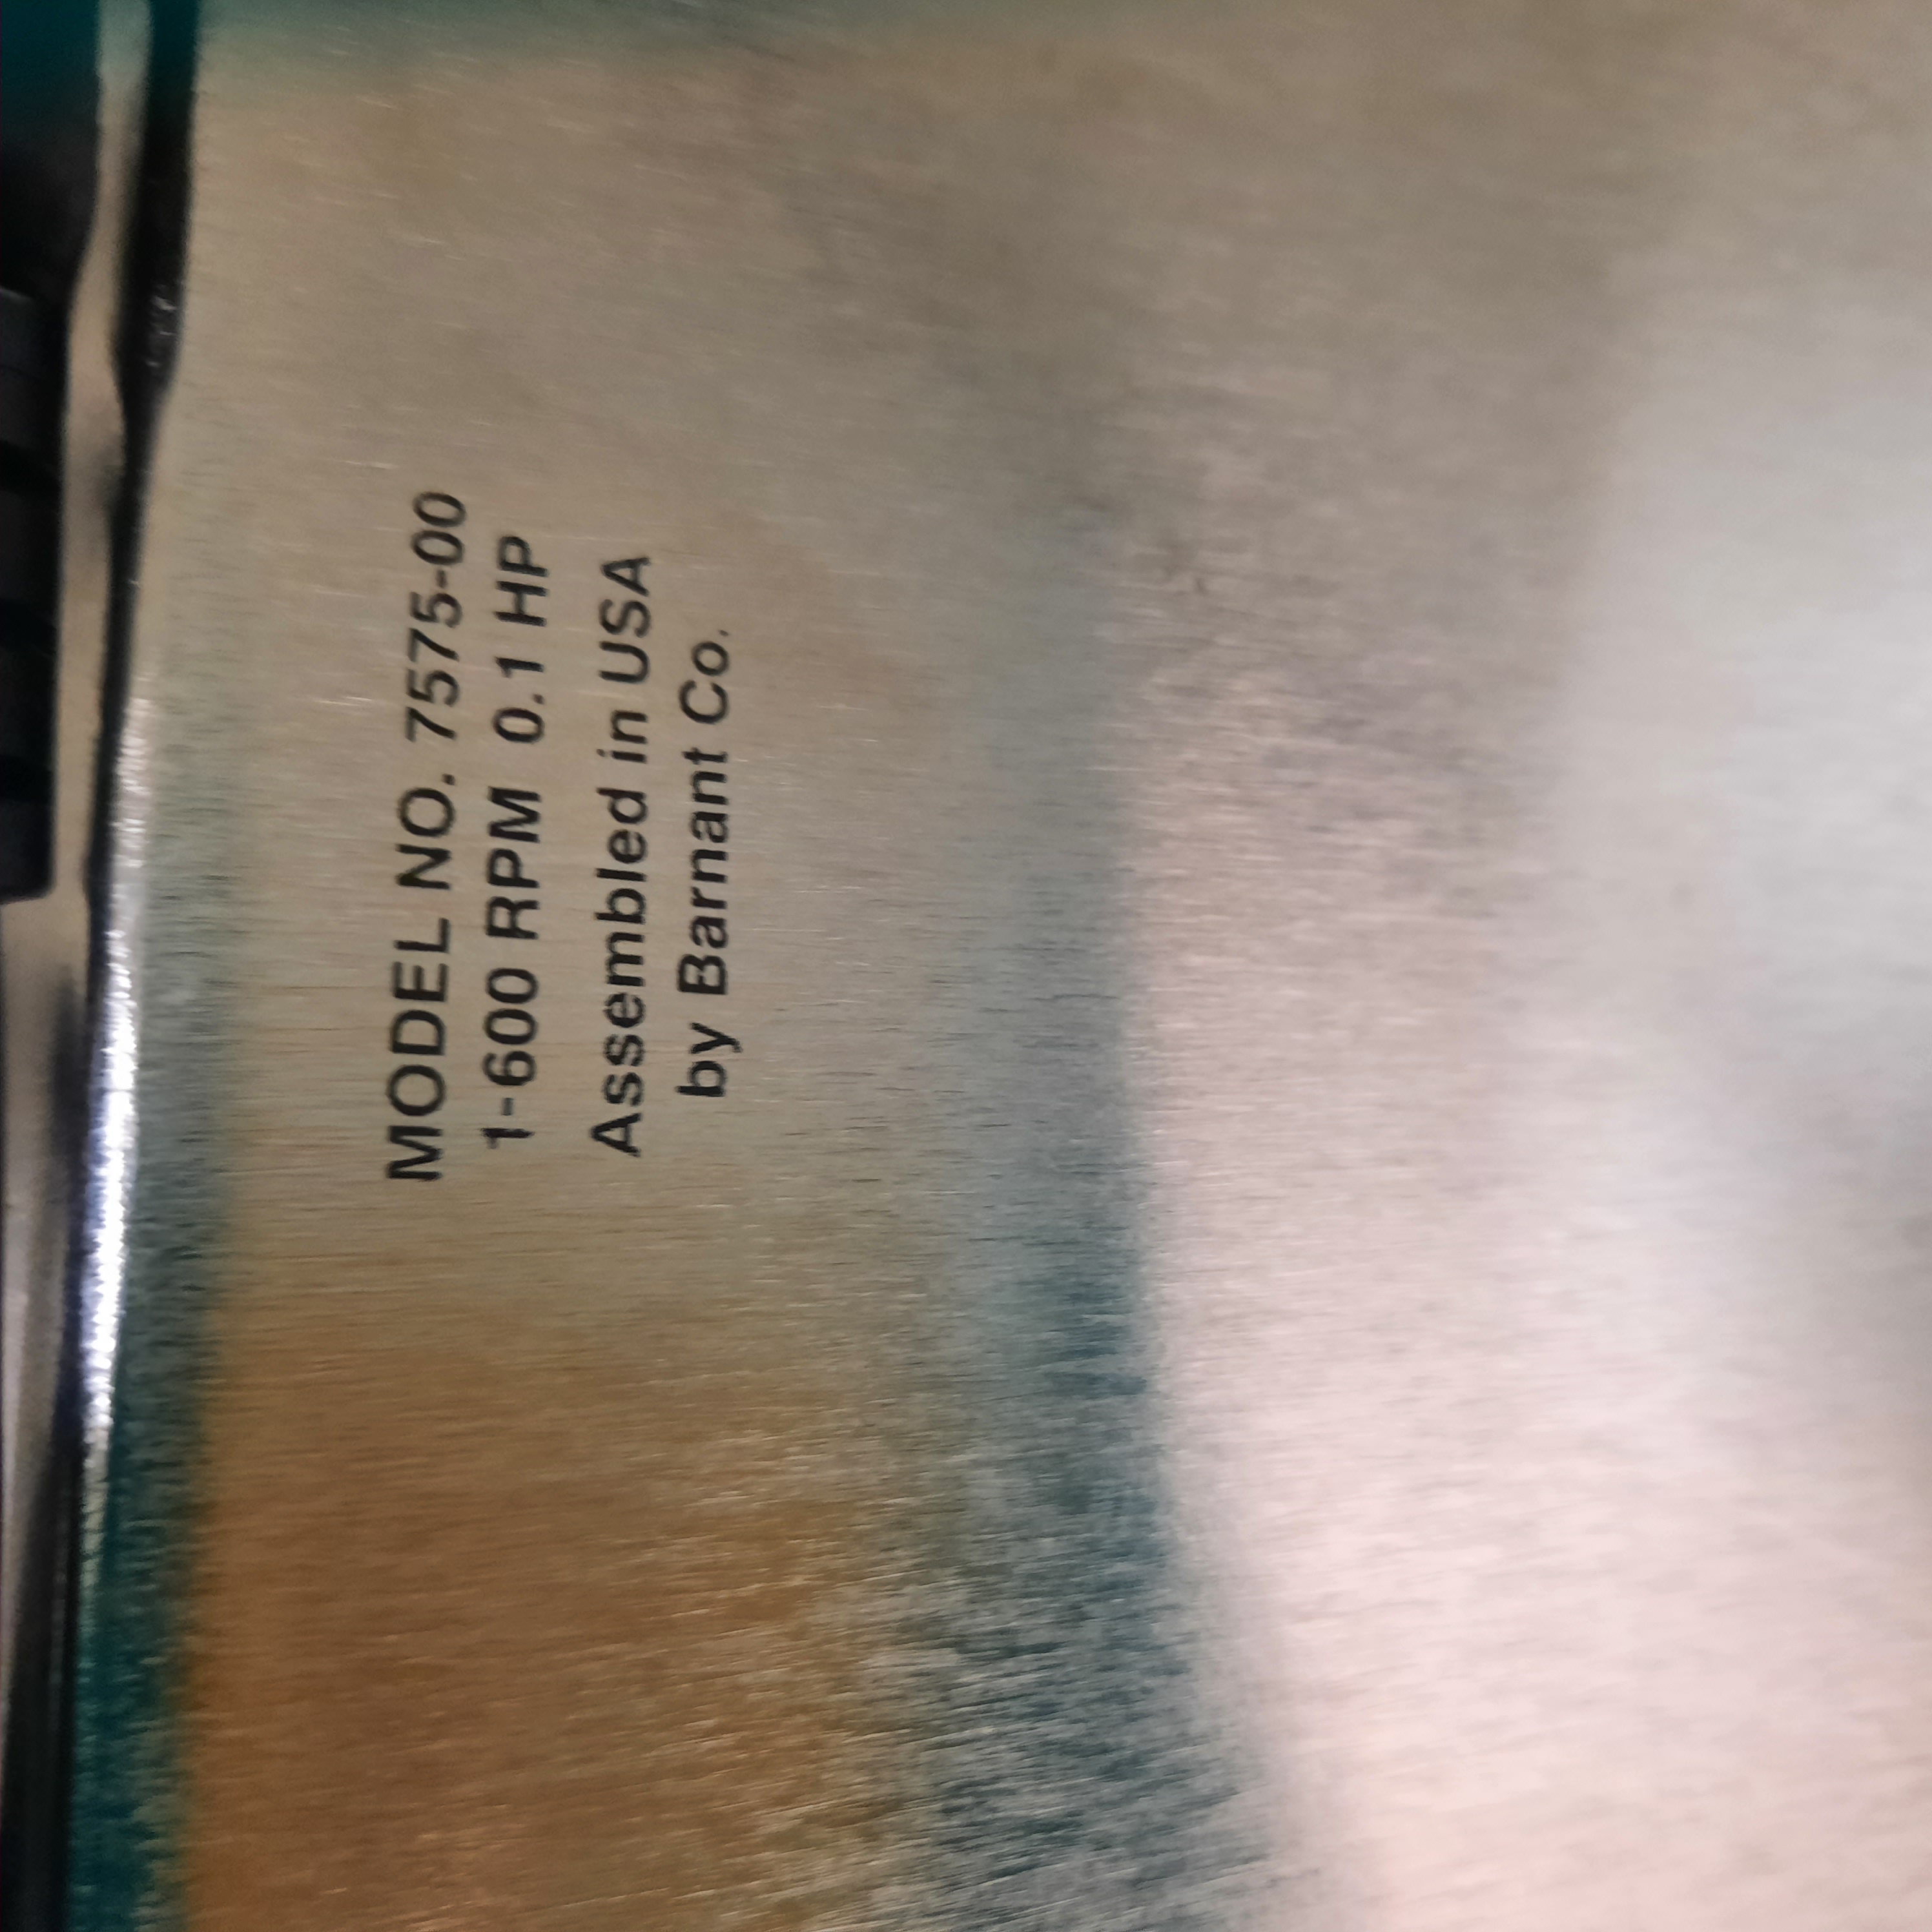 MODEL NO. 7575-00
1-600 RPM 0.1 HP
Assembled in USA
by Barnant Co.